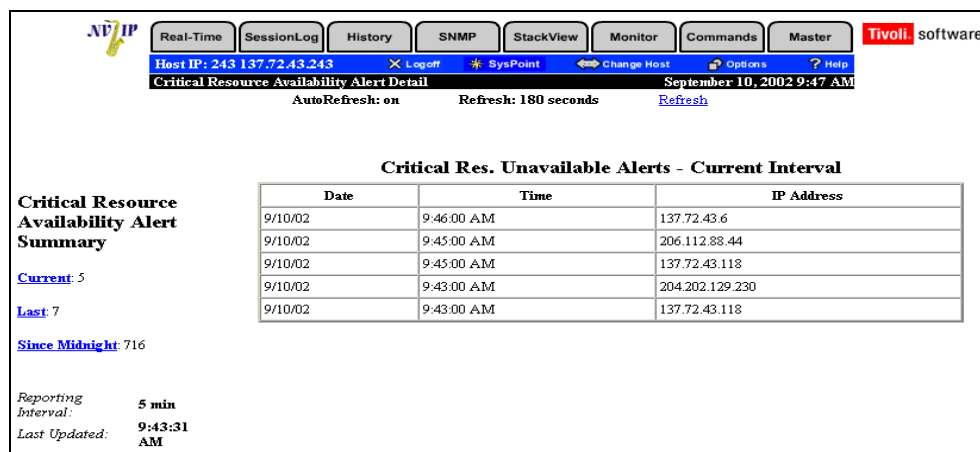 NV IP
Real-Time SessionLog History SNMP StackView Monitor Commands Master Tivoli. software
Host IP: 243 137.72.43.243 Logoff SysPoint Change Host Options ? Help
Critical Resource Availability Alert Detail September 10, 2002 9:47 AM
AutoRefresh: on Refresh: 180 seconds Refresh
Critical Res. Unavailable Alerts - Current Interval
Critical Resource
Availability Alert
Summary
Current: 5
Last: 7
Since Midnight: 716
Reporting
Interval: 5 min
Last Updated: 9:43:31
AM
Date Time IP Address
9/10/02 9:46:00 AM 137.72.43.6
9/10/02 9:45:00 AM 206.112.88.44
9/10/02 9:45:00 AM 137.72.43.118
9/10/02 9:43:00 AM 204.202.129.230
9/10/02 9:43:00 AM 137.72.43.118